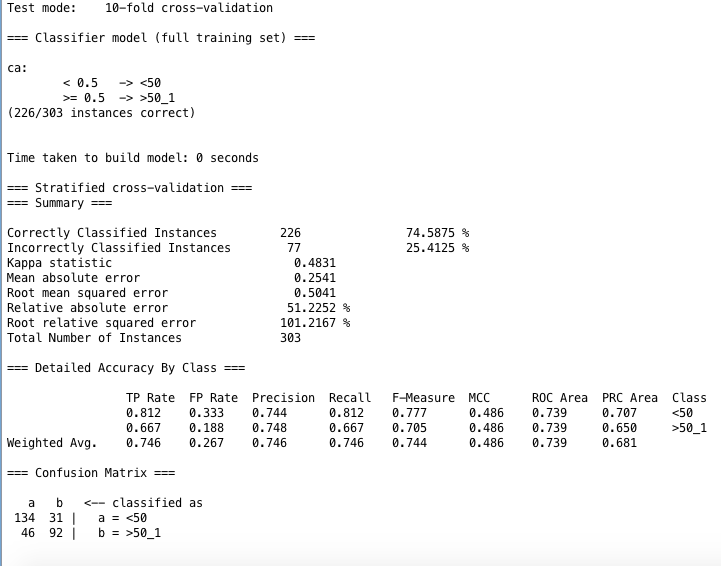 Test mode:    10-fold cross-validation
=== Classifier model (full training set) ===
ca:
< 0.5   -> <50
>= 0.5  -> >50_1
(226/303 instances correct)
Time taken to build model: 0 seconds
=== Stratified cross-validation ===
=== Summary ===
Correctly Classified Instances         226               74.5875 %
Incorrectly Classified Instances        77               25.4125 %
Kappa statistic                          0.4831
Mean absolute error                      0.2541
Root mean squared error                  0.5041
Relative absolute error                 51.2252 %
Root relative squared error            101.2167 %
Total Number of Instances              303
=== Detailed Accuracy By Class ===
TP Rate  FP Rate  Precision  Recall   F-Measure  MCC      ROC Area  PRC Area  Class
0.812    0.333    0.744      0.812    0.777      0.486    0.739     0.707     <50
0.667    0.188    0.748      0.667    0.705      0.486    0.739     0.650     >50_1
Weighted Avg.    0.746    0.267    0.746      0.746    0.744      0.486    0.739     0.681
=== Confusion Matrix ===
a   b   <-- classified as
134  31 |   a = <50
46  92 |   b = >50_1